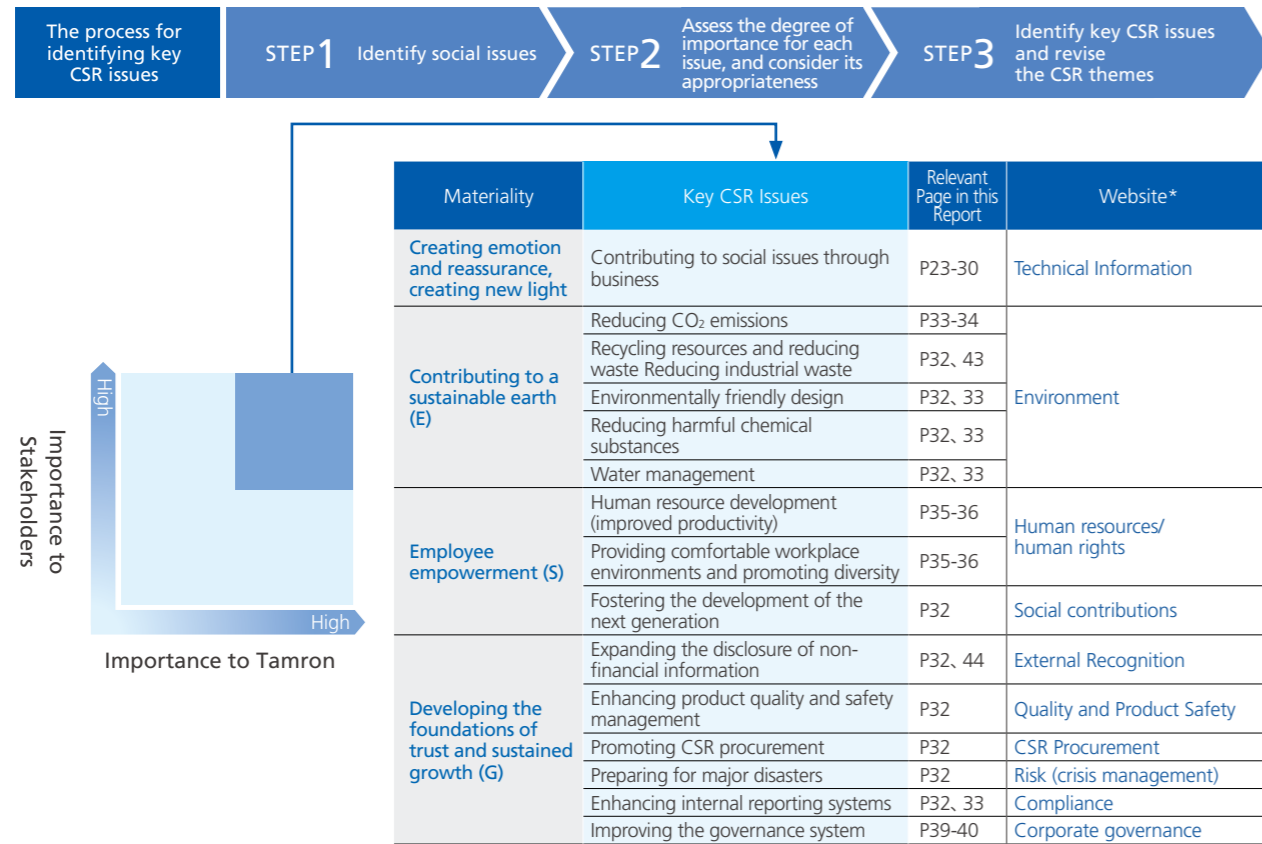 The process for
identifying key
CSR issues
STEP1 Identify social issues
STEP2 Assess the degree of
importance for each
issue, and consider its
appropriateness
STEP3 Identify key CSR issues
and revise
the CSR themes
High
Importance to
Stakeholders
High
Importance to Tamron
Materiality
Key CSR Issues
Relevant
Page in this
Report
Website*
Creating emotion
and reassurance,
creating new light
Contributing to social issues through
business
P23-30
Technical Information
Contributing to a
sustainable earth
(E)
Reducing CO₂ emissions
P33-34
Recycling resources and reducing
waste Reducing industrial waste
P32、43
Environmentally friendly design
P32、33
Reducing harmful chemical
substances
P32、33
Water management
P32、33
Environment
Employee
empowerment (S)
Human resource development
(improved productivity)
P35-36
Providing comfortable workplace
environments and promoting diversity
P35-36
Human resources/
human rights
Fostering the development of the
next generation
P32
Social contributions
Developing the
foundations of
trust and sustained
growth (G)
Expanding the disclosure of non-
financial information
P32、44
External Recognition
Enhancing product quality and safety
management
P32
Quality and Product Safety
Promoting CSR procurement
P32
CSR Procurement
Preparing for major disasters
P32
Risk (crisis management)
Enhancing internal reporting systems
P32、33
Compliance
Improving the governance system
P39-40
Corporate governance